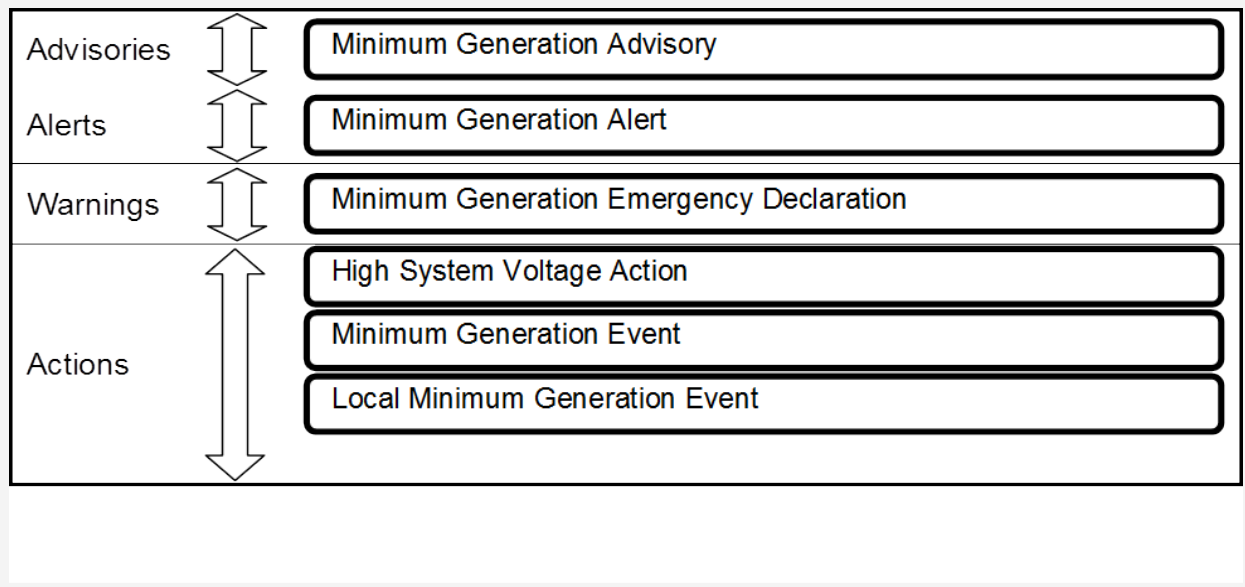 Advisories
Minimum Generation Advisory
Alerts
Minimum Generation Alert
Warnings
Minimum Generation Emergency Declaration
Actions
High System Voltage Action
Minimum Generation Event
Local Minimum Generation Event